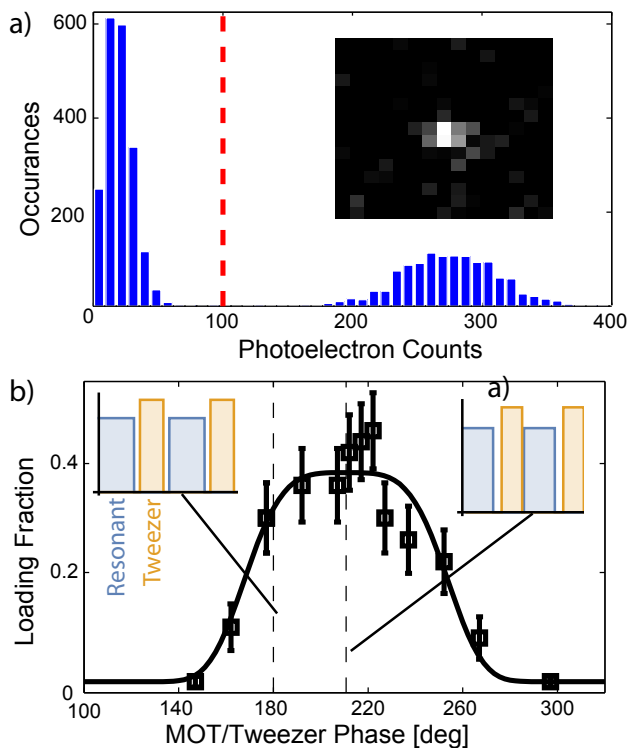 a)
600
400
200
Occurances
0 100 200 300 400
Photoelectron Counts
b)
a)
0.4
0.2
0
Loading Fraction
Resonant
Tweezer
100 140 180 220 260 300
MOT/Tweezer Phase [deg]